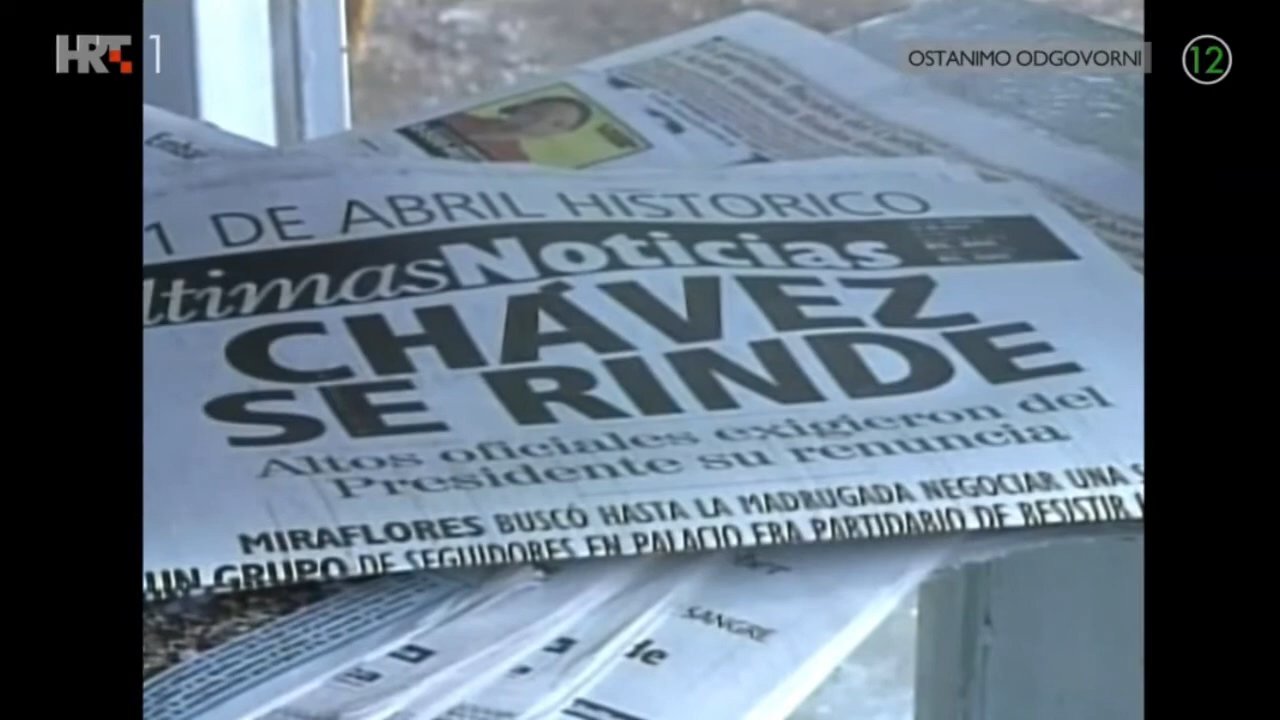 HRT 1
OSTANIMO ODGOVORNI
12
1 DE ABRIL HISTORICO
ltimasNoticias
CHÁVEZ
SE RINDE
Altos oficiales exigieron del
Presidente su renuncia
MIRAFLORES BUSCÓ HASTA LA MADRUGADA NEGOCIAR UNA S
UN GRUPO DE SEGUIDORES EN PALACIO ERA PARTIDARIO DE RESISTIR
SANGRE
de